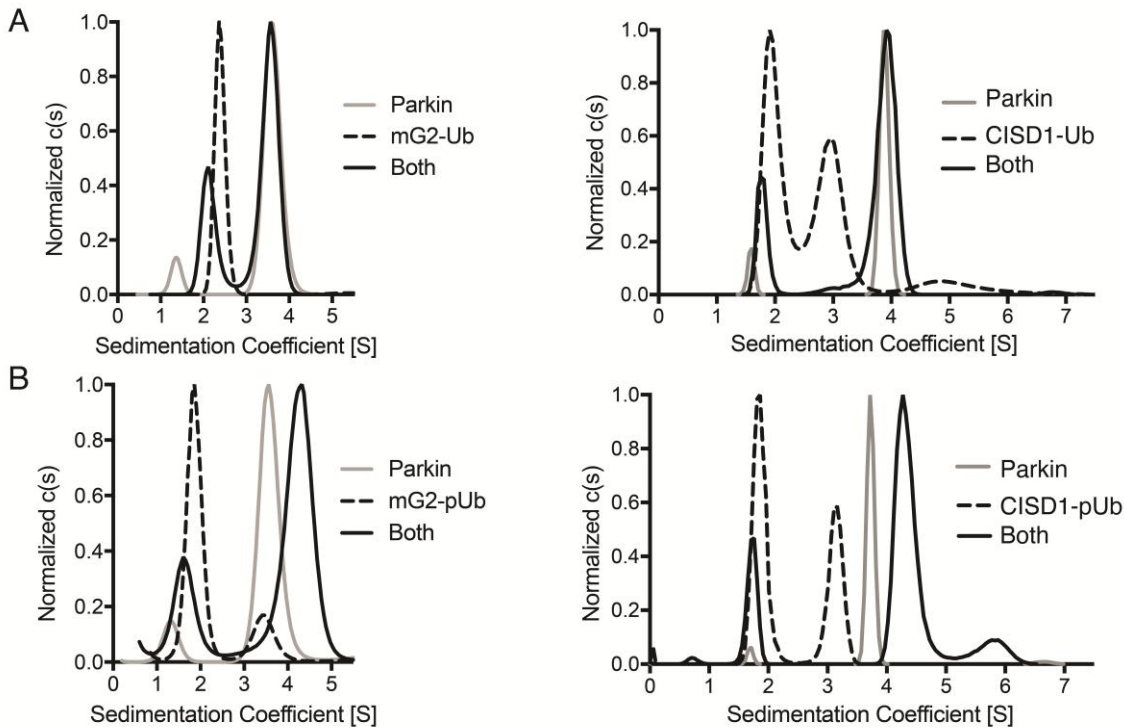 A
Normalized c(s)
1.0
0.8
0.6
0.4
0.2
0.0
0 1 2 3 4 5
Sedimentation Coefficient [S]
Parkin
mG2-Ub
Both
Normalized c(s)
1.0
0.8
0.6
0.4
0.2
0.0
0 1 2 3 4 5 6 7
Sedimentation Coefficient [S]
Parkin
CISD1-Ub
Both
B
Normalized c(s)
1.0
0.8
0.6
0.4
0.2
0.0
0 1 2 3 4 5
Sedimentation Coefficient [S]
Parkin
mG2-pUb
Both
Normalized c(s)
1.0
0.8
0.6
0.4
0.2
0.0
0 1 2 3 4 5 6 7
Sedimentation Coefficient [S]
Parkin
CISD1-pUb
Both